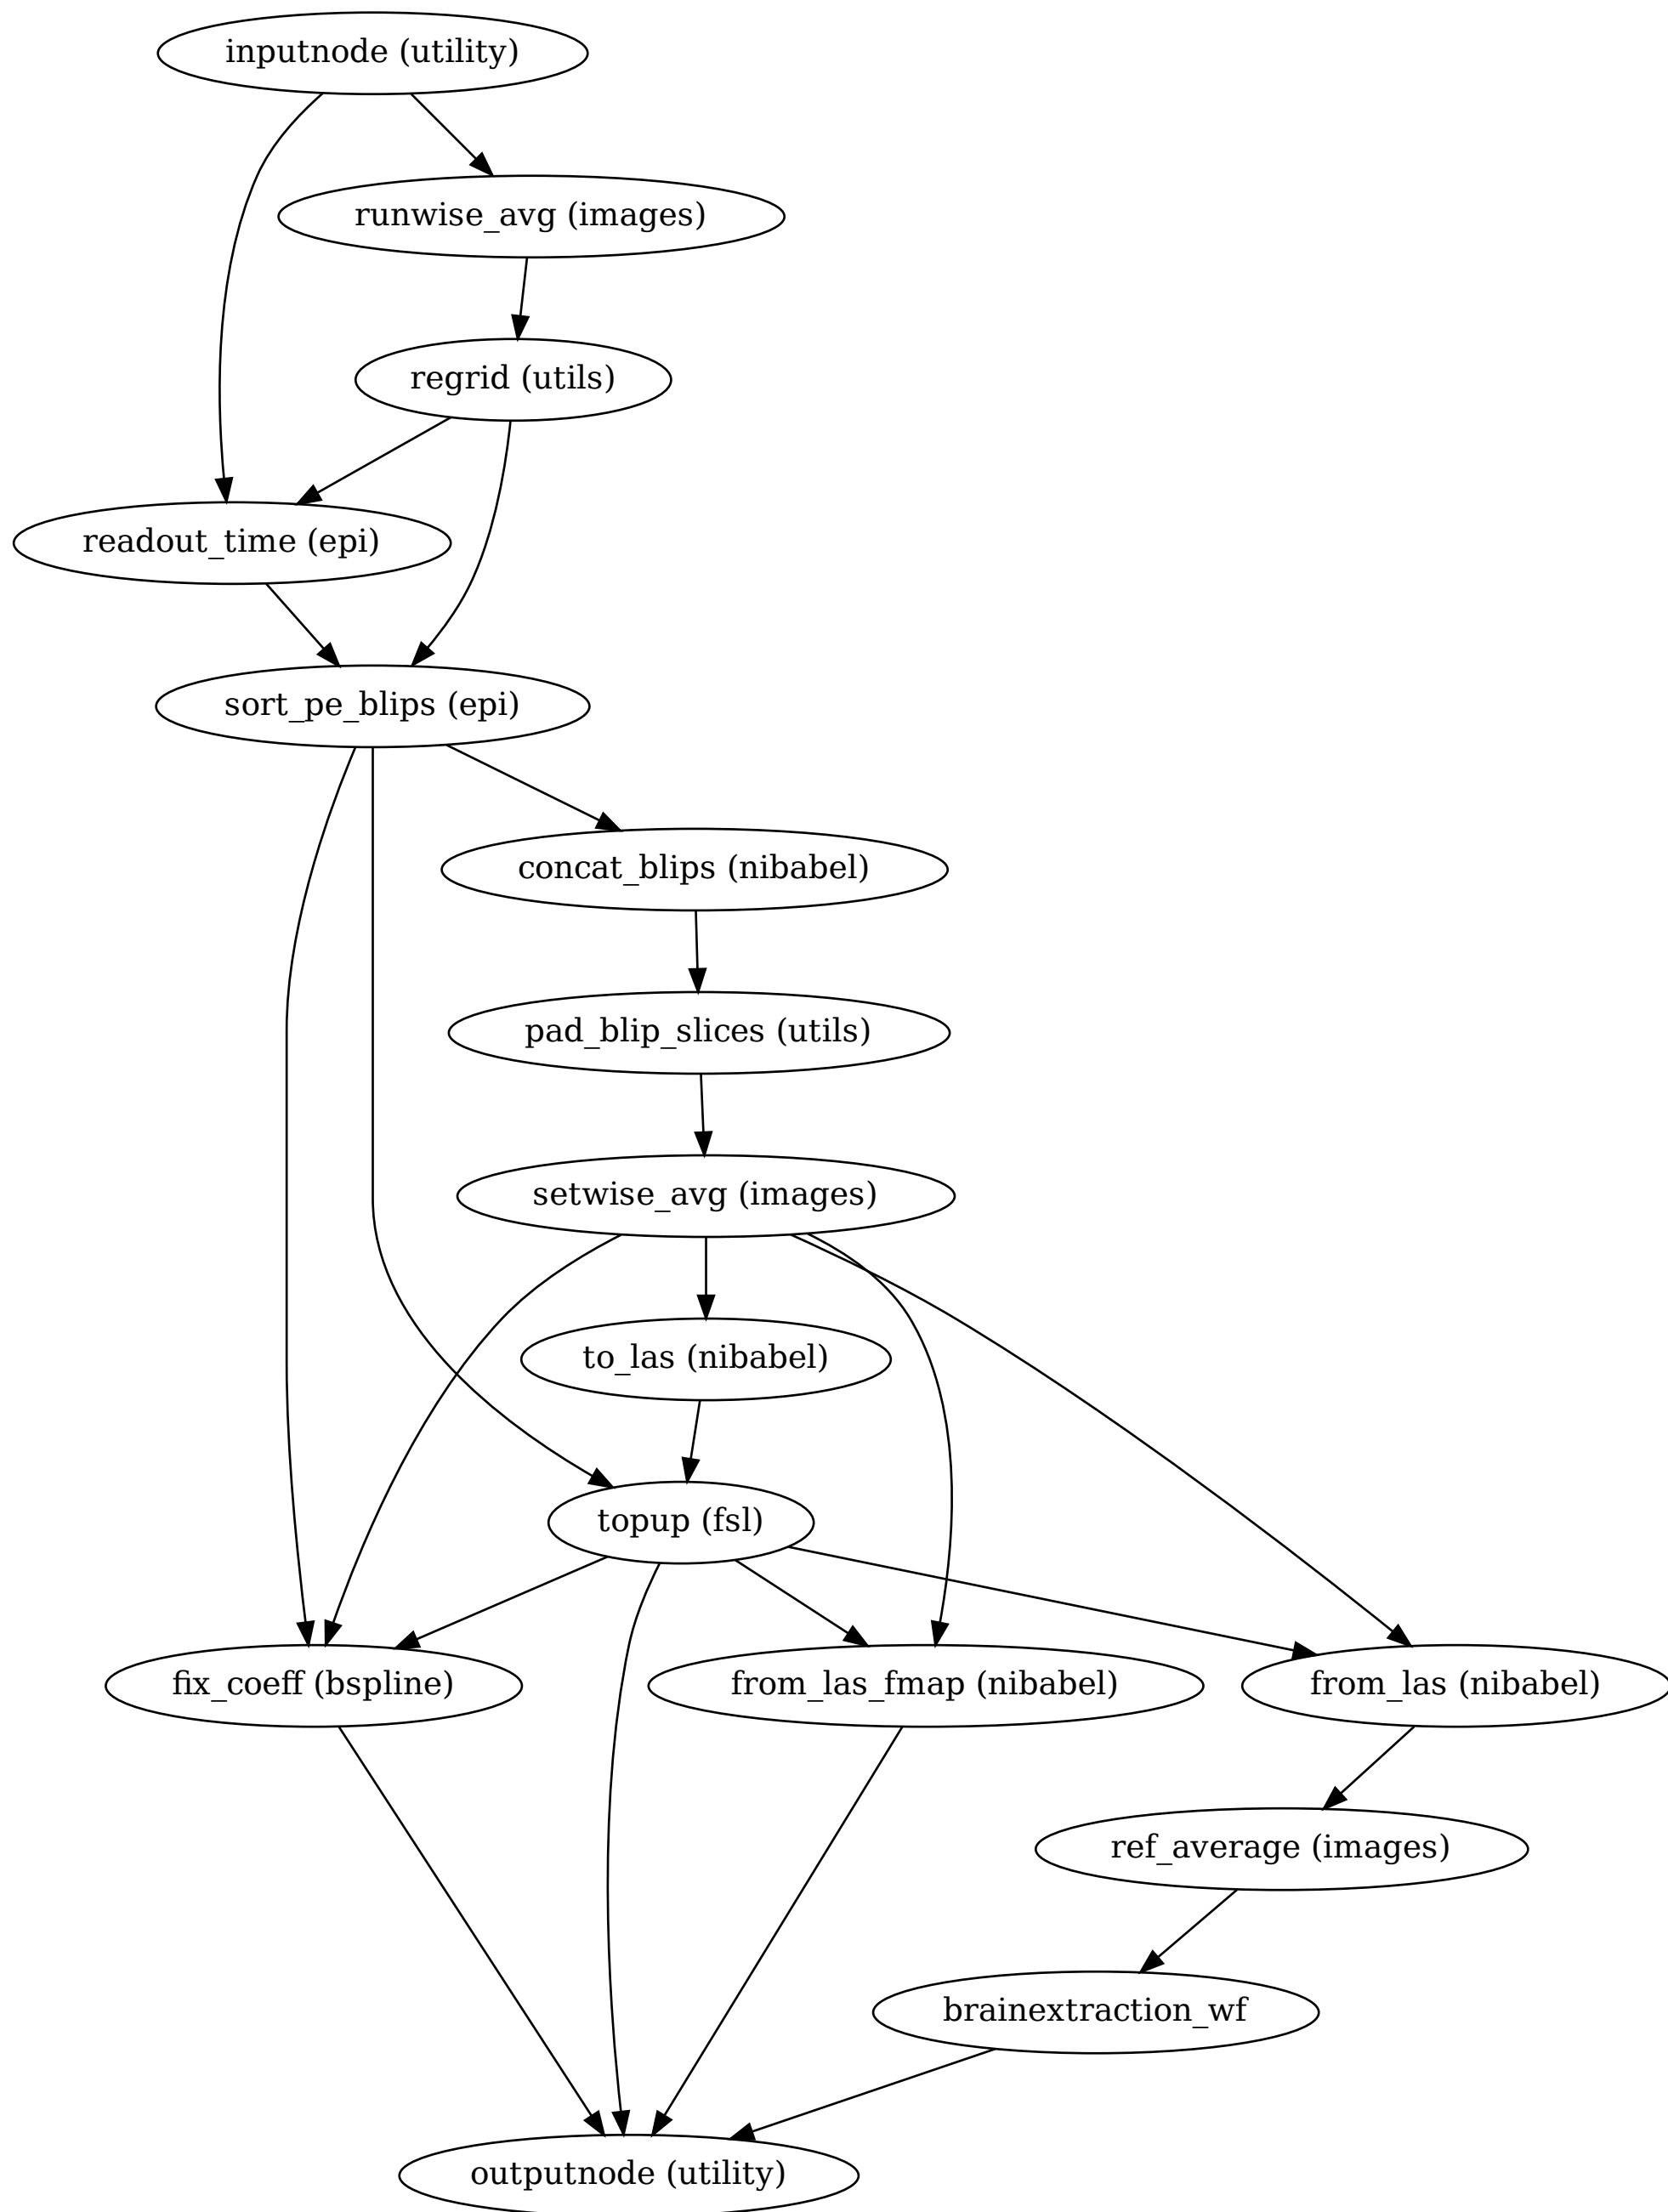 inputnode (utility)
runwise_avg (images)
regrid (utils)
readout_time (epi)
sort_pe_blips (epi)
concat_blips (nibabel)
pad_blip_slices (utils)
setwise_avg (images)
to_las (nibabel)
topup (fsl)
fix_coeff (bspline)
from_las_fmap (nibabel)
from_las (nibabel)
ref_average (images)
brainextraction_wf
outputnode (utility)